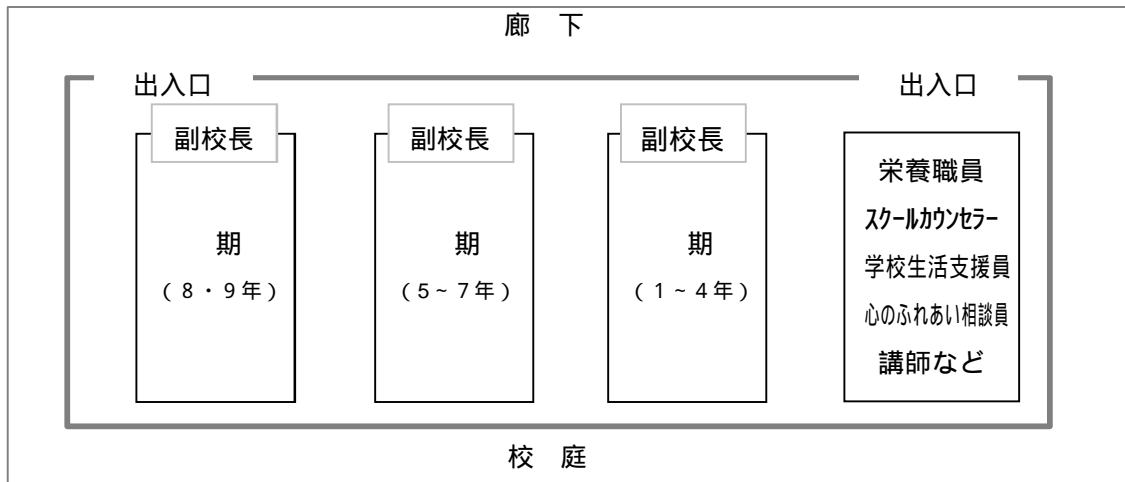 廊 下
出入口
出入口
副校長
期
(8・9年)
副校長
期
(5~7年)
副校長
期
(1~4年)
栄養職員
スクールカウンセラー
学校生活支援員
心のふれあい相談員
講師など
校 庭